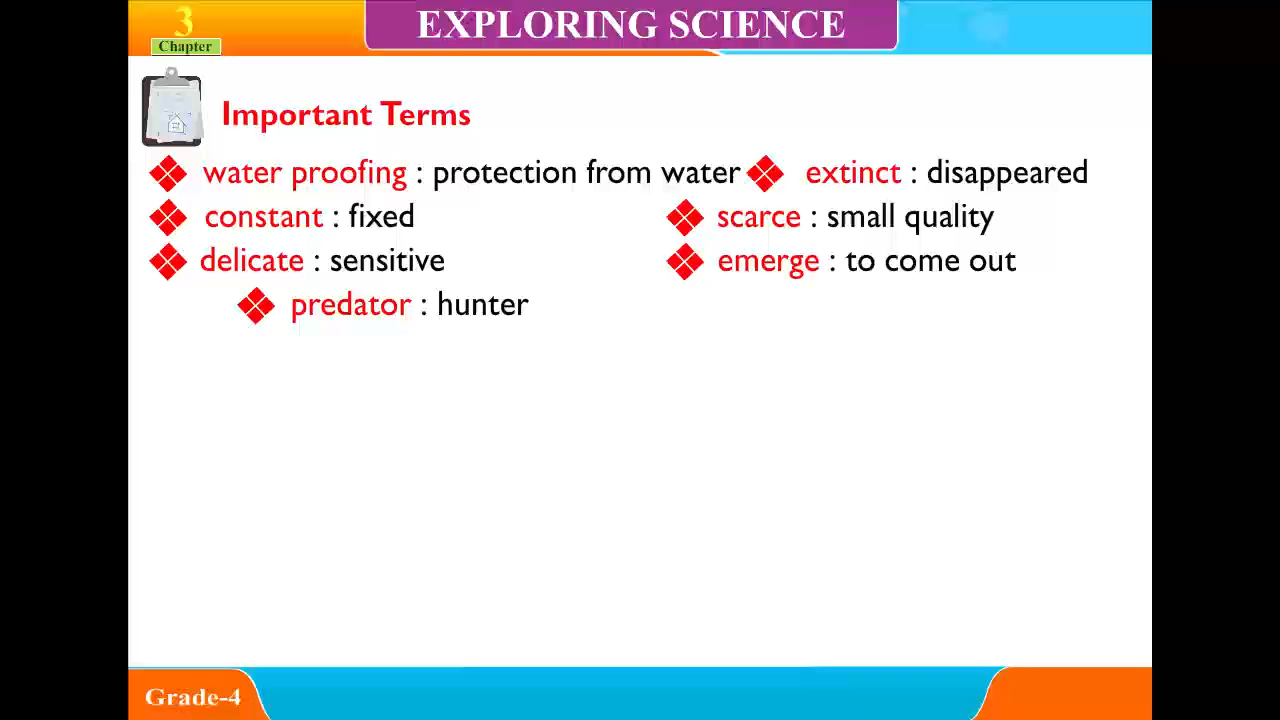 3
Chapter
EXPLORING SCIENCE
Important Terms
❖ water proofing : protection from water ❖ extinct : disappeared
❖ constant : fixed ❖ scarce : small quality
❖ delicate : sensitive ❖ emerge : to come out
❖ predator : hunter
Grade-4